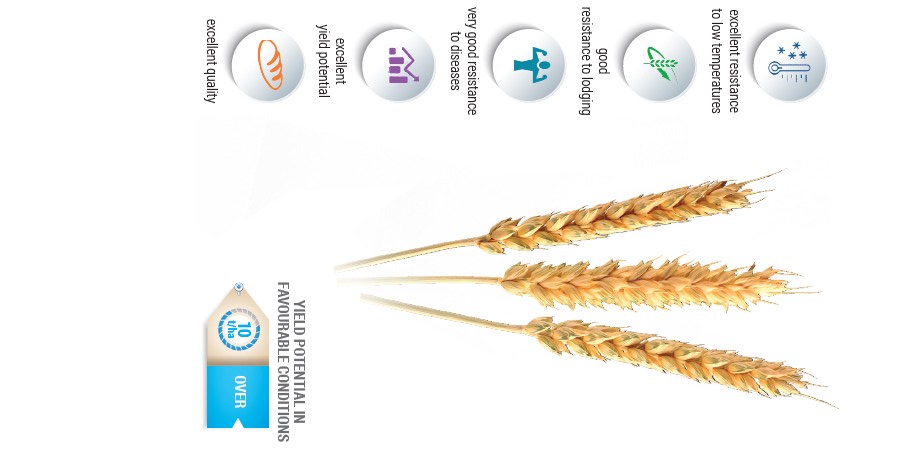 excellent resistance
to low temperatures
good
resistance to lodging
very good resistance
to diseases
excellent
yield potential
excellent quality
YIELD POTENTIAL IN
FAVOURABLE CONDITIONS
10
t/ha
OVER